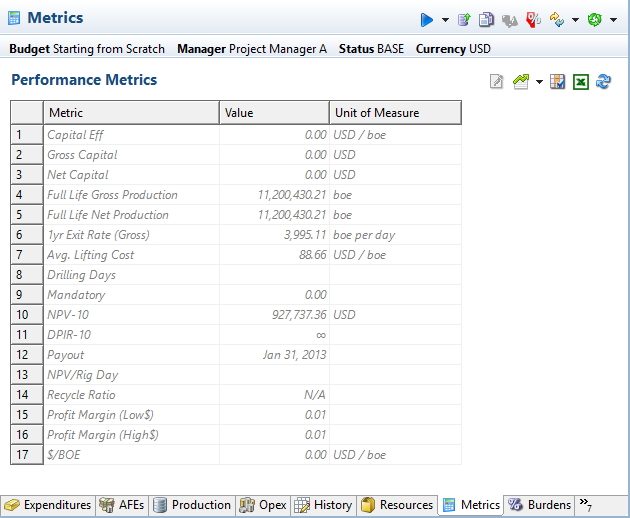 Metrics
Budget Starting from Scratch Manager Project Manager A Status BASE Currency USD
Performance Metrics
Metric Value Unit of Measure
1 Capital Eff 0.00 USD / boe
2 Gross Capital 0.00 USD
3 Net Capital 0.00 USD
4 Full Life Gross Production 11,200,430.21 boe
5 Full Life Net Production 11,200,430.21 boe
6 1yr Exit Rate (Gross) 3,995.11 boe per day
7 Avg. Lifting Cost 88.66 USD / boe
8 Drilling Days
9 Mandatory 0.00
10 NPV-10 927,737.36 USD
11 DPIR-10 ∞
12 Payout Jan 31, 2013
13 NPV/Rig Day
14 Recycle Ratio N/A
15 Profit Margin (Low$) 0.01
16 Profit Margin (High$) 0.01
17 $/BOE 0.00 USD / boe
Expenditures AFEs Production Opex History Resources Metrics Burdens »7